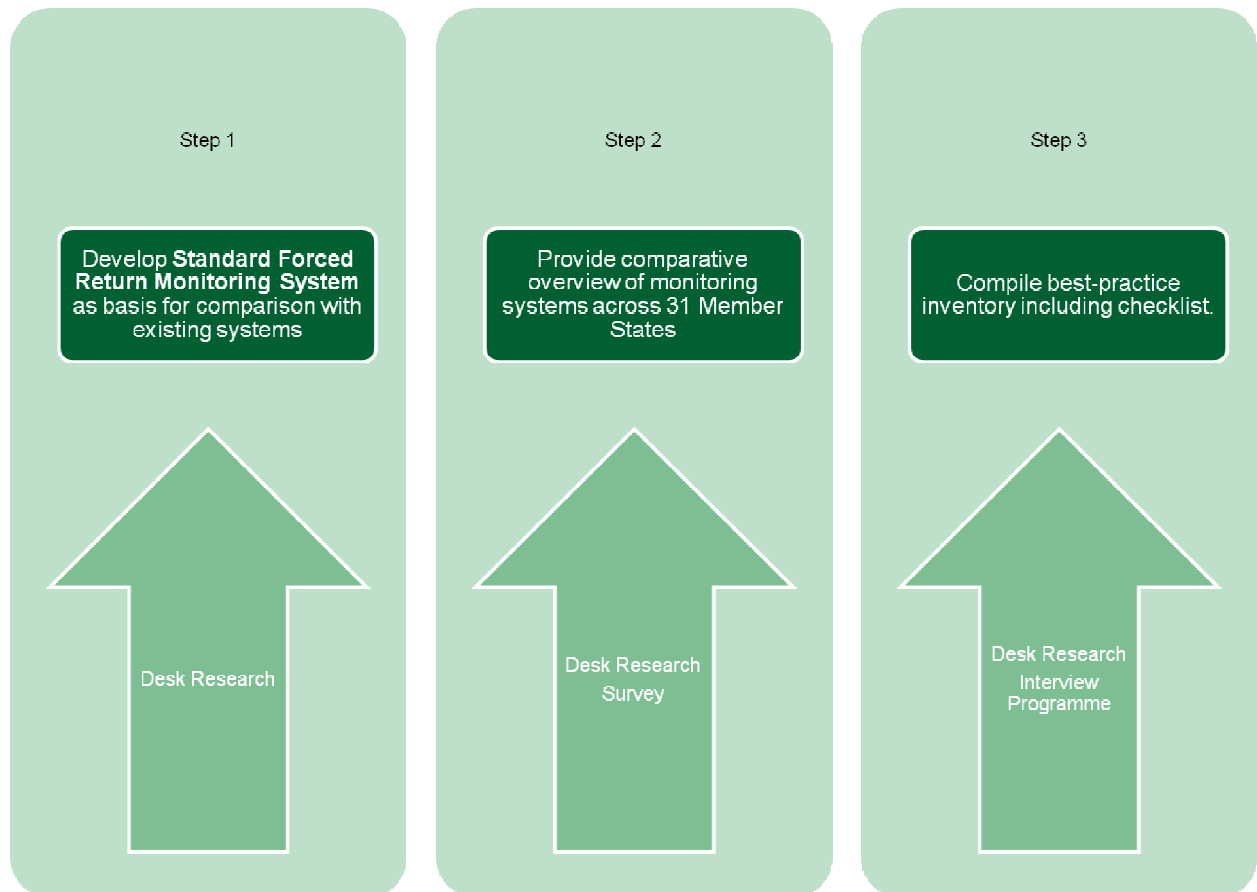 Step 1
Develop Standard Forced
Return Monitoring System
as basis for comparison with
existing systems
Desk Research
Step 2
Provide comparative
overview of monitoring
systems across 31 Member
States
Desk Research
Survey
Step 3
Compile best-practice
inventory including checklist.
Desk Research
Interview
Programme